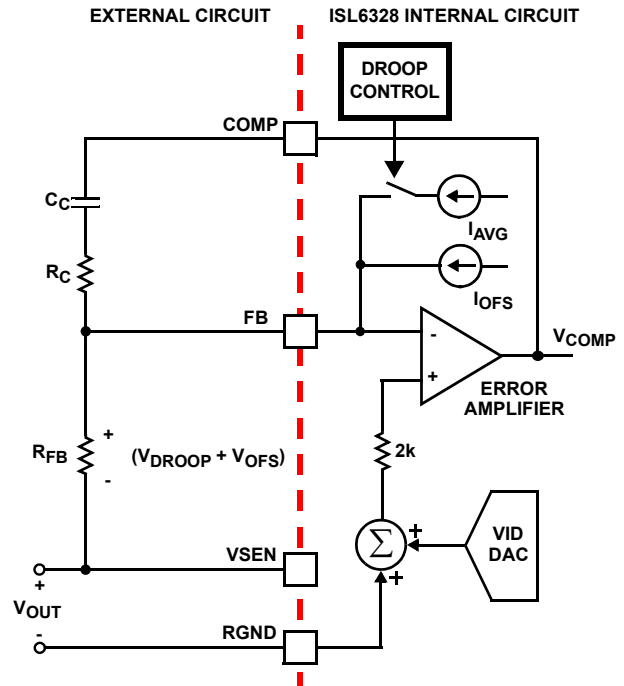 EXTERNAL CIRCUIT
ISL6328 INTERNAL CIRCUIT
DROOP
CONTROL
COMP
CC
IAVG
RC
IOFS
FB
VCOMP
-
+
ERROR
AMPLIFIER
RFB
+
-
(VDROOP + VOFS)
2k
VID
DAC
Σ
+
+
VSEN
+
VOUT
-
RGND